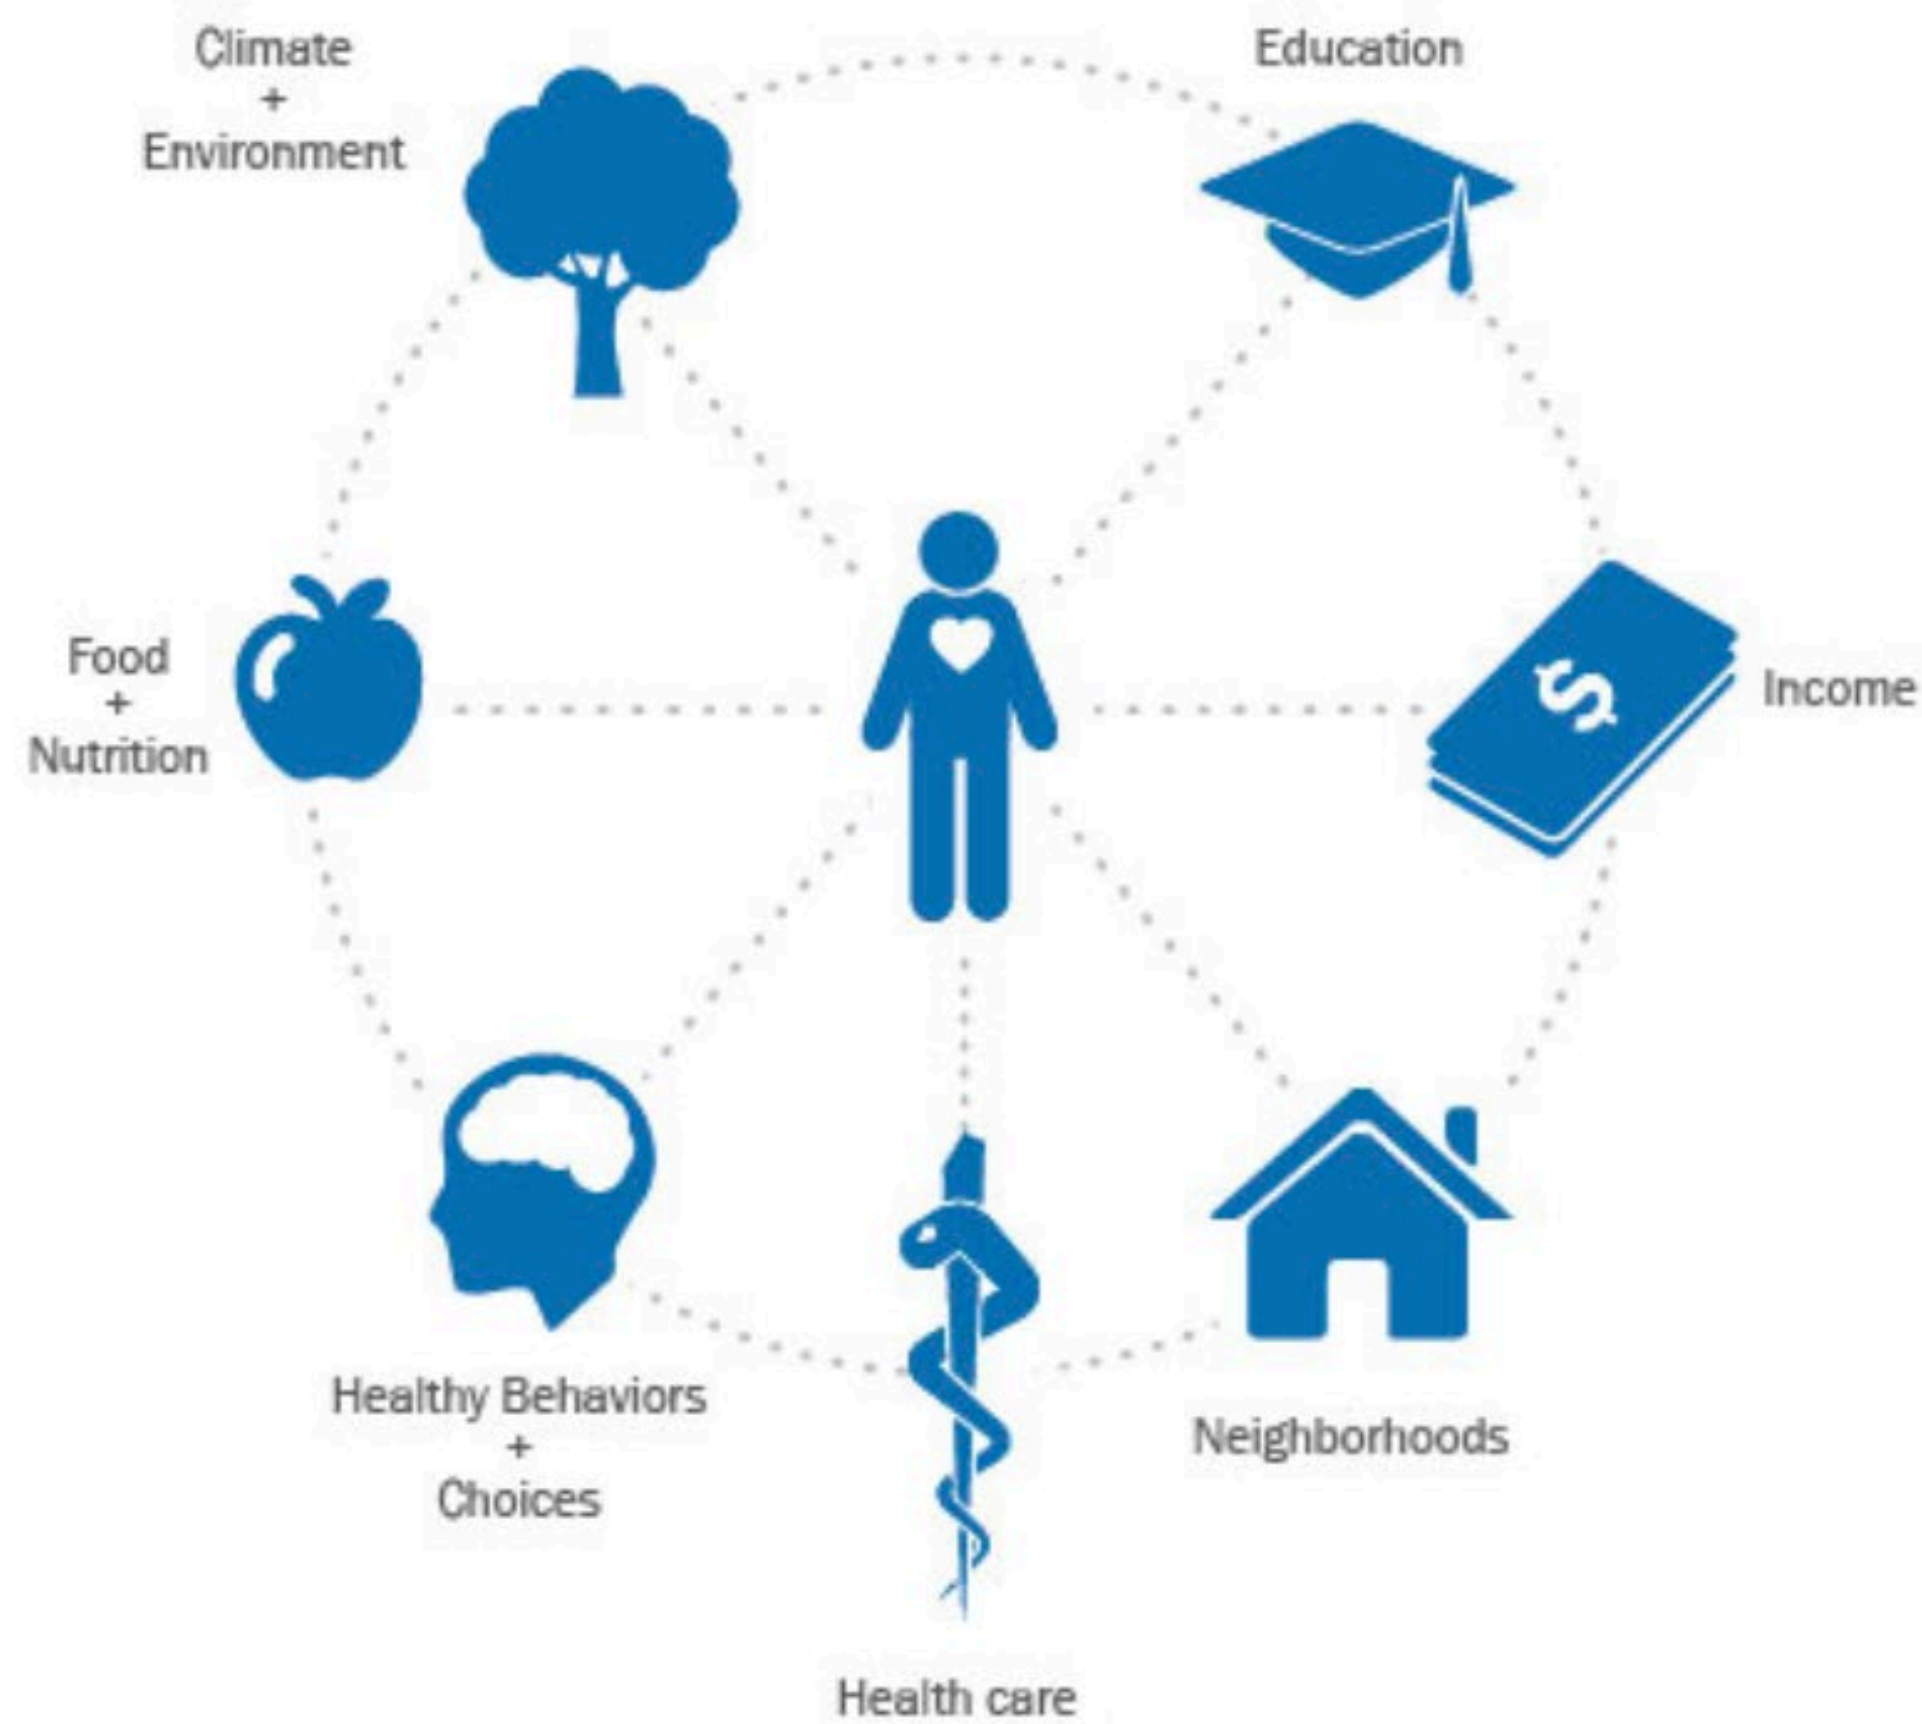 Climate
+
Environment
Education
Food
+
Nutrition
$
Income
Healthy Behaviors
+
Choices
Neighborhoods
Health care